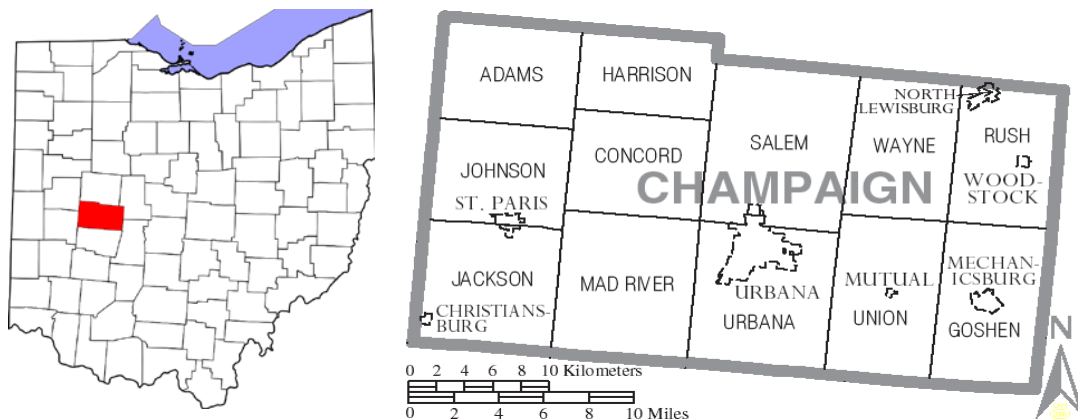 ADAMS
HARRISON
NORTH
LEWISBURG
RUSH
SALEM
WAYNE
CONCORD
JOHNSON
CHAMPAIGN
WOOD-
STOCK
ST. PARIS
JACKSON
MAD RIVER
MUTUAL
MECHAN-
ICSBURG
URBANA
CHRISTIANS-
BURG
URBANA
UNION
GOSHEN
N
0 2 4 6 8 10 Kilometers
0 2 4 6 8 10 Miles